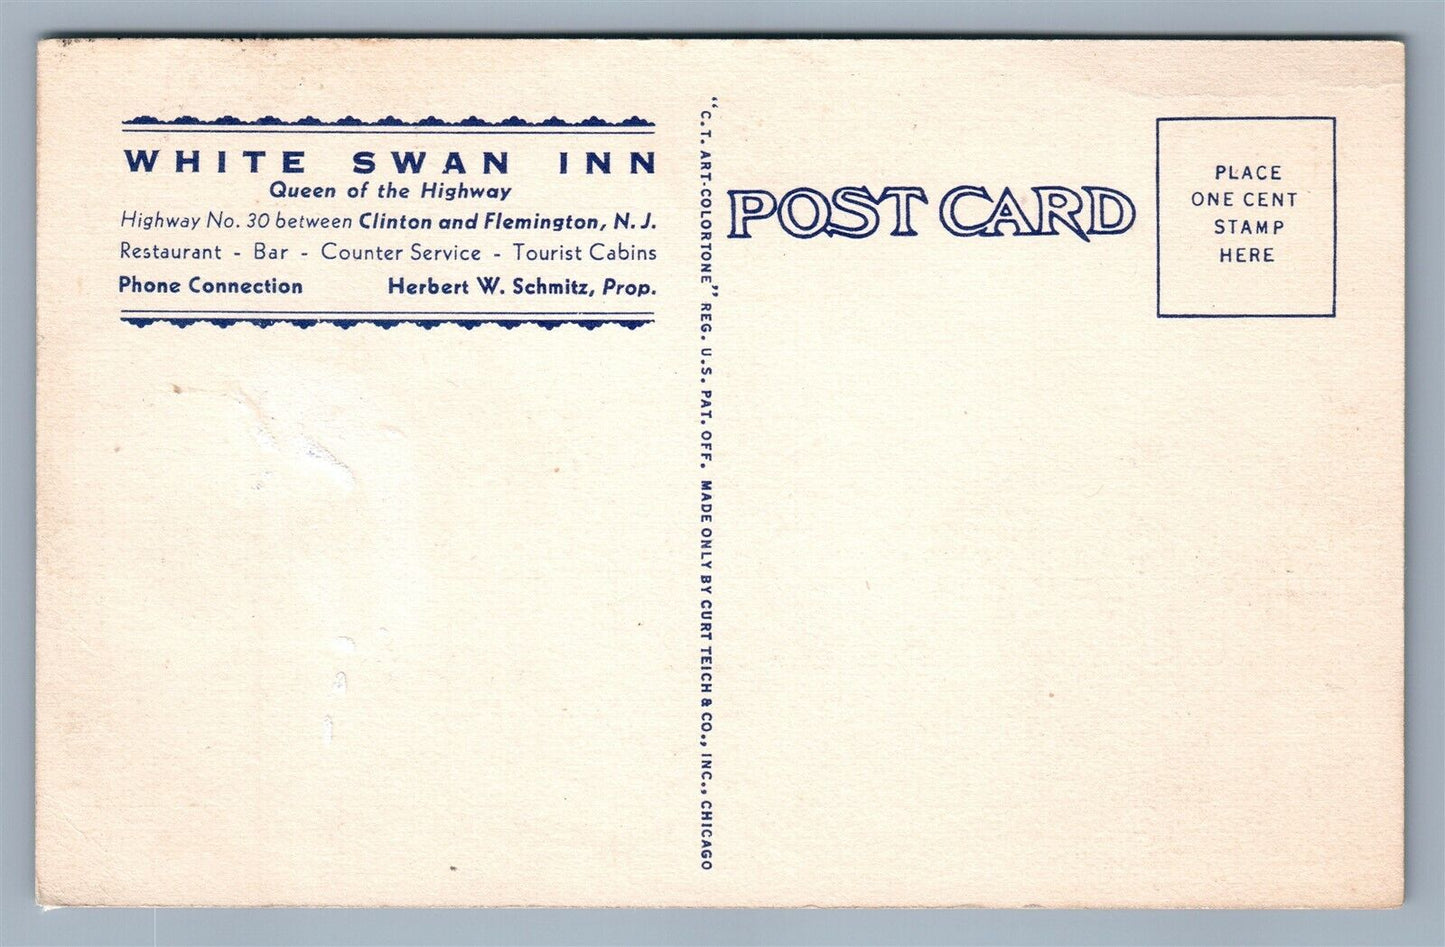 WHITE SWAN INN
Queen of the Highway
Highway No. 30 between Clinton and Flemington, N. J.
Restaurant - Bar - Counter Service - Tourist Cabins
Phone Connection Herbert W. Schmitz, Prop.
"C.T. ART-COLORTONE" REG. U.S. PAT. OFF. MADE ONLY BY CURT TEICH & CO., INC., CHICAGO
POST CARD
PLACE
ONE CENT
STAMP
HERE